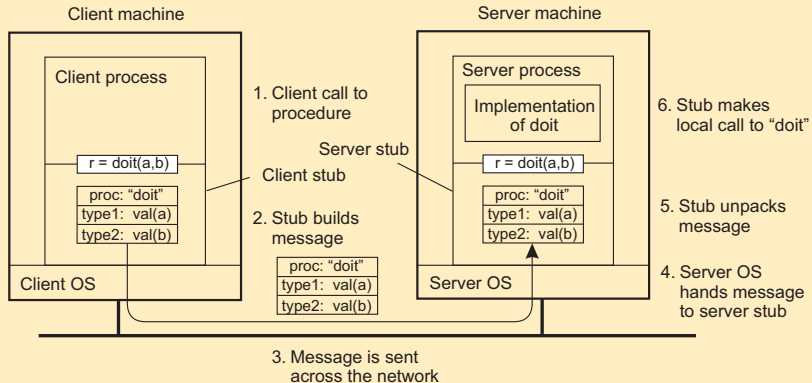 Client machine
Server machine
Client process
1. Client call to
procedure
Server process
Implementation
of doit
6. Stub makes
local call to “doit”
Server stub
r = doit(a,b)
Client stub
r = doit(a,b)
proc: “doit”
type1: val(a)
type2: val(b)
2. Stub builds
message
proc: “doit”
type1: val(a)
type2: val(b)
proc: “doit”
type1: val(a)
type2: val(b)
5. Stub unpacks
message
Client OS
Server OS
4. Server OS
hands message
to server stub
3. Message is sent
across the network